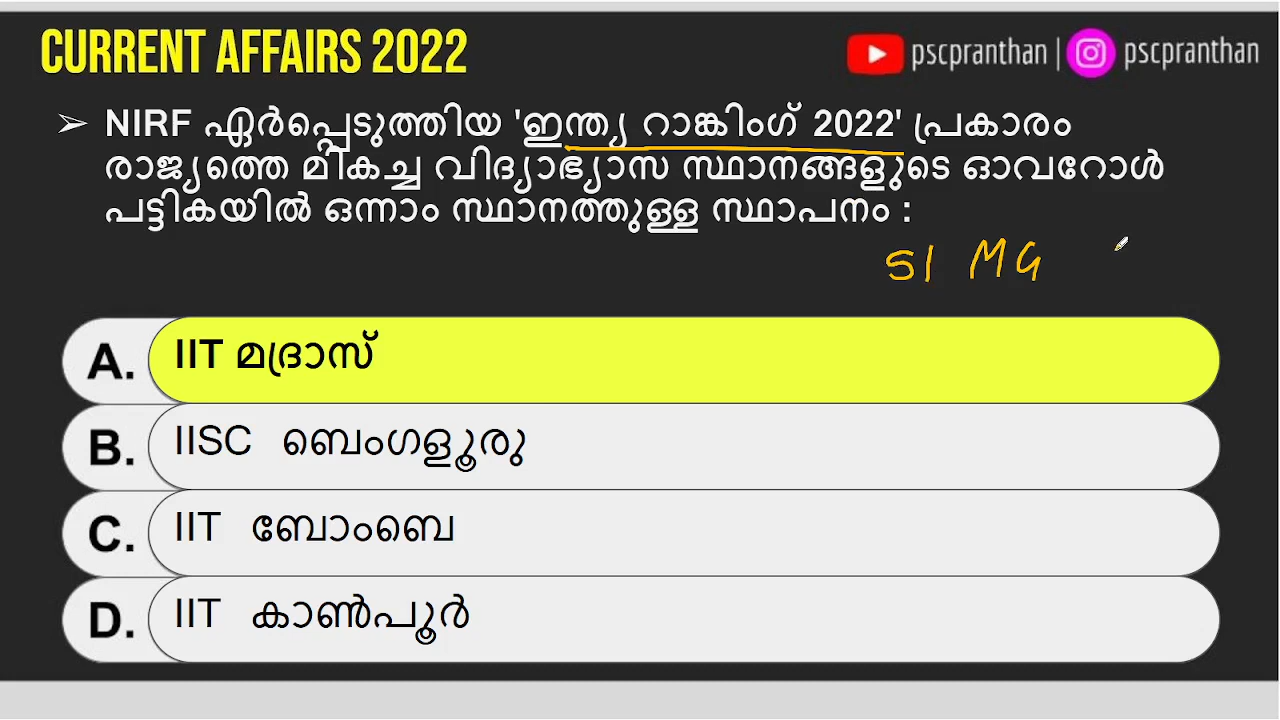 CURRENT AFFAIRS 2022
pscpranthan | pscpranthan
➢ NIRF ഏർപ്പെടുത്തിയ 'ഇന്ത്യ റാങ്കിംഗ് 2022' പ്രകാരം
രാജ്യത്തെ മികച്ച വിദ്യാഭ്യാസ സ്ഥാനങ്ങളുടെ ഓവറോൾ
പട്ടികയിൽ ഒന്നാം സ്ഥാനത്തുള്ള സ്ഥാപനം :
51 MG
A. IIT മദ്രാസ്
B. IISC ബെംഗളൂരു
C. IIT ബോംബെ
D. IIT കാൺപൂർ